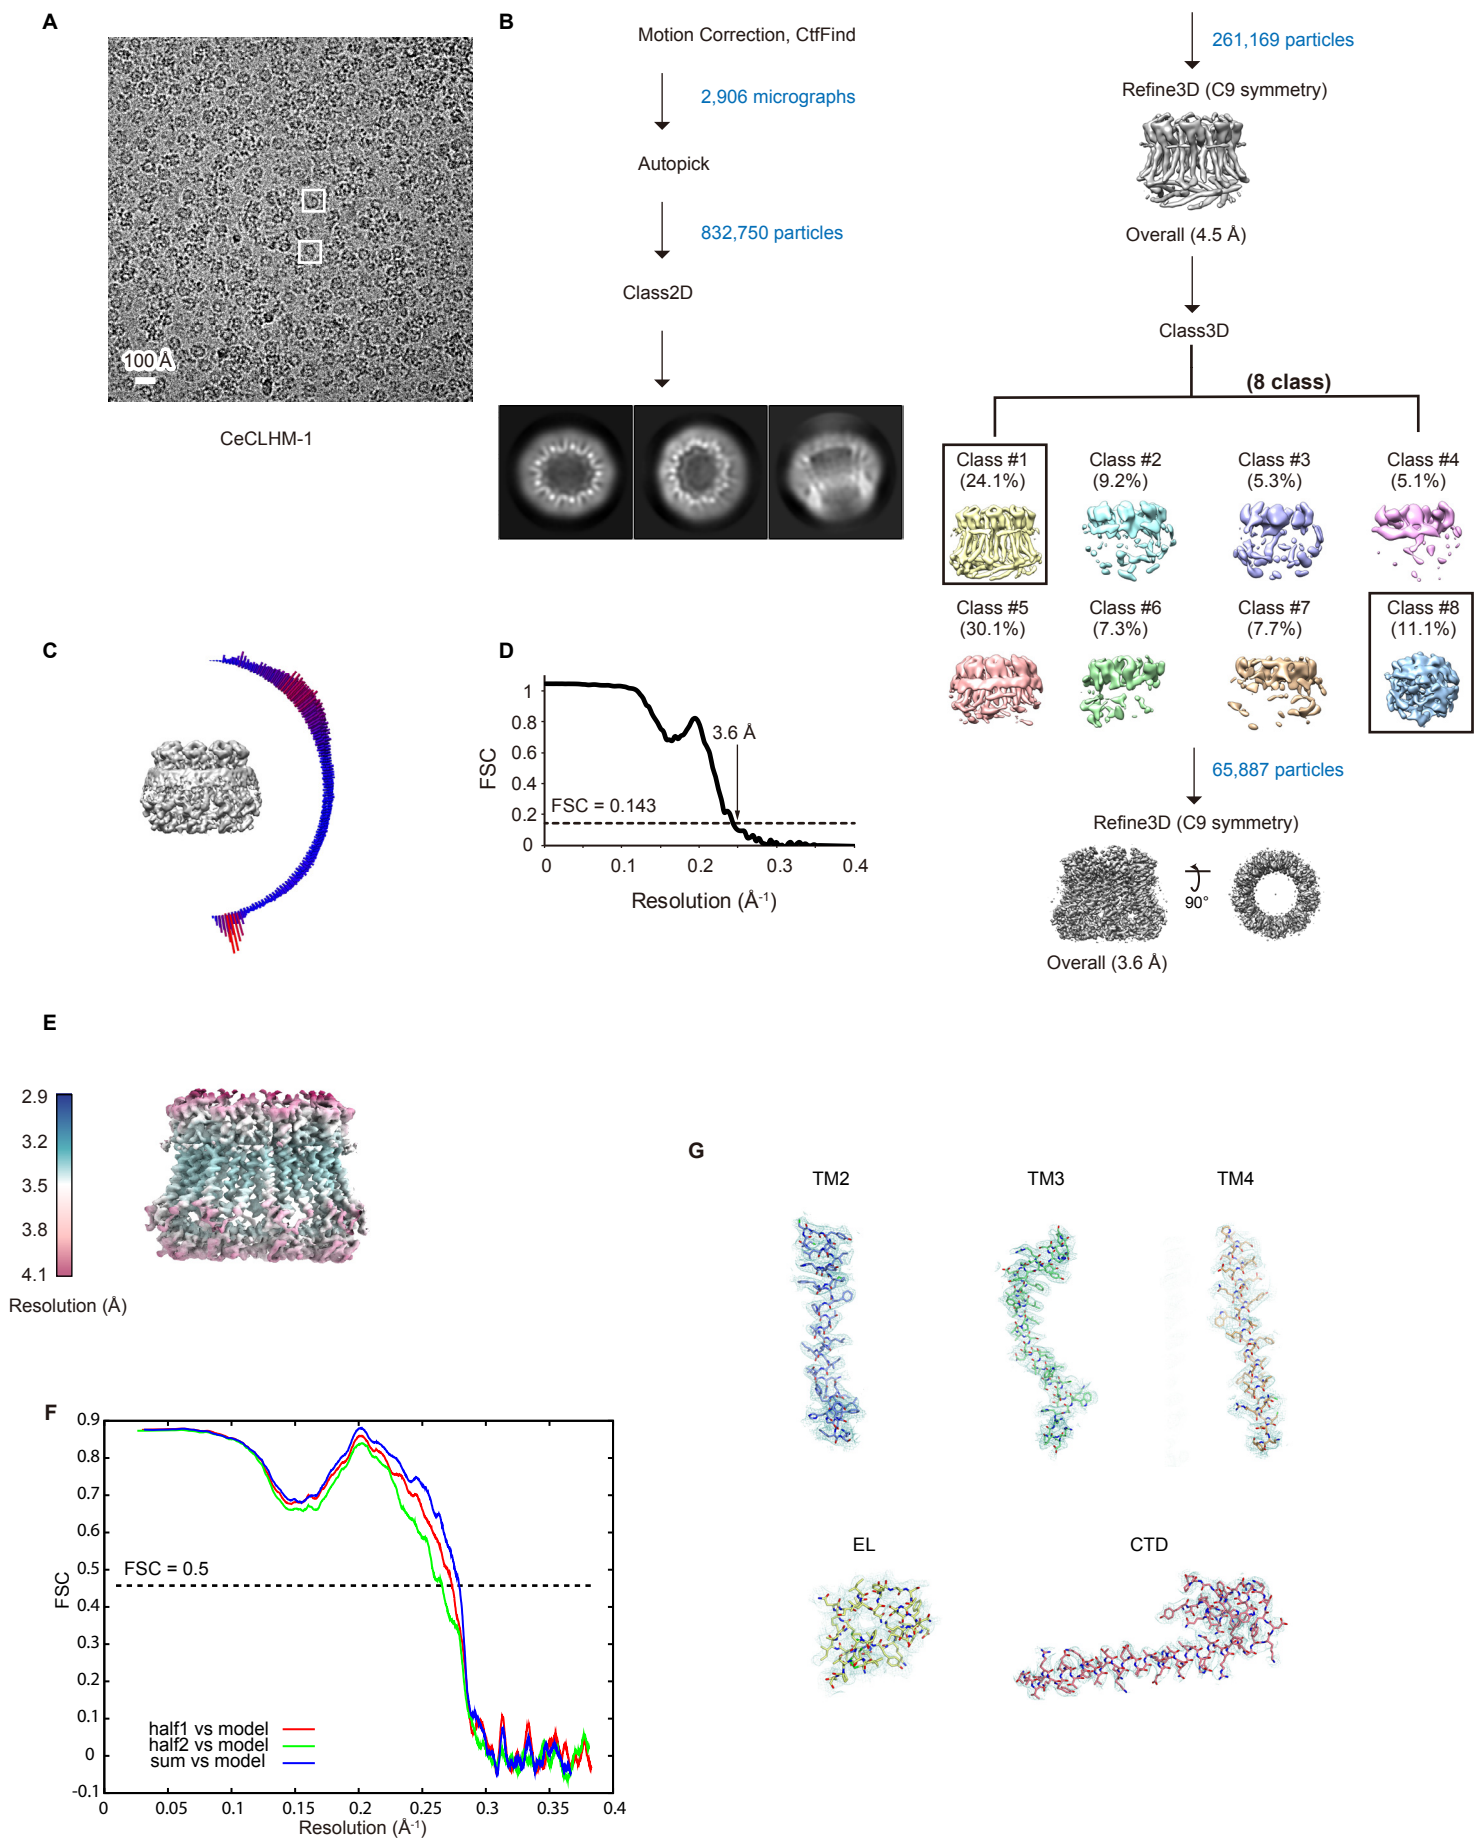 A
100 Å
CeCLHM-1
B
Motion Correction, CtfFind
2,906 micrographs
Autopick
832,750 particles
Class2D
261,169 particles
Refine3D (C9 symmetry)
Overall (4.5 Å)
Class3D
(8 class)
Class #1
(24.1%)
Class #2
(9.2%)
Class #3
(5.3%)
Class #4
(5.1%)
Class #5
(30.1%)
Class #6
(7.3%)
Class #7
(7.7%)
Class #8
(11.1%)
65,887 particles
Refine3D (C9 symmetry)
90°
Overall (3.6 Å)
C
D
1
0.8
0.6
0.4
0.2
0
FSC
3.6 Å
FSC = 0.143
0
0.1
0.2
0.3
0.4
Resolution (Å-1)
E
2.9
3.2
3.5
3.8
4.1
Resolution (Å)
F
0.9
0.8
0.7
0.6
0.5
0.4
0.3
0.2
0.1
0
-0.1
FSC
FSC = 0.5
half1 vs model
half2 vs model
sum vs model
0
0.05
0.1
0.15
0.2
0.25
0.3
0.35
0.4
Resolution (Å-1)
G
TM2
TM3
TM4
EL
CTD